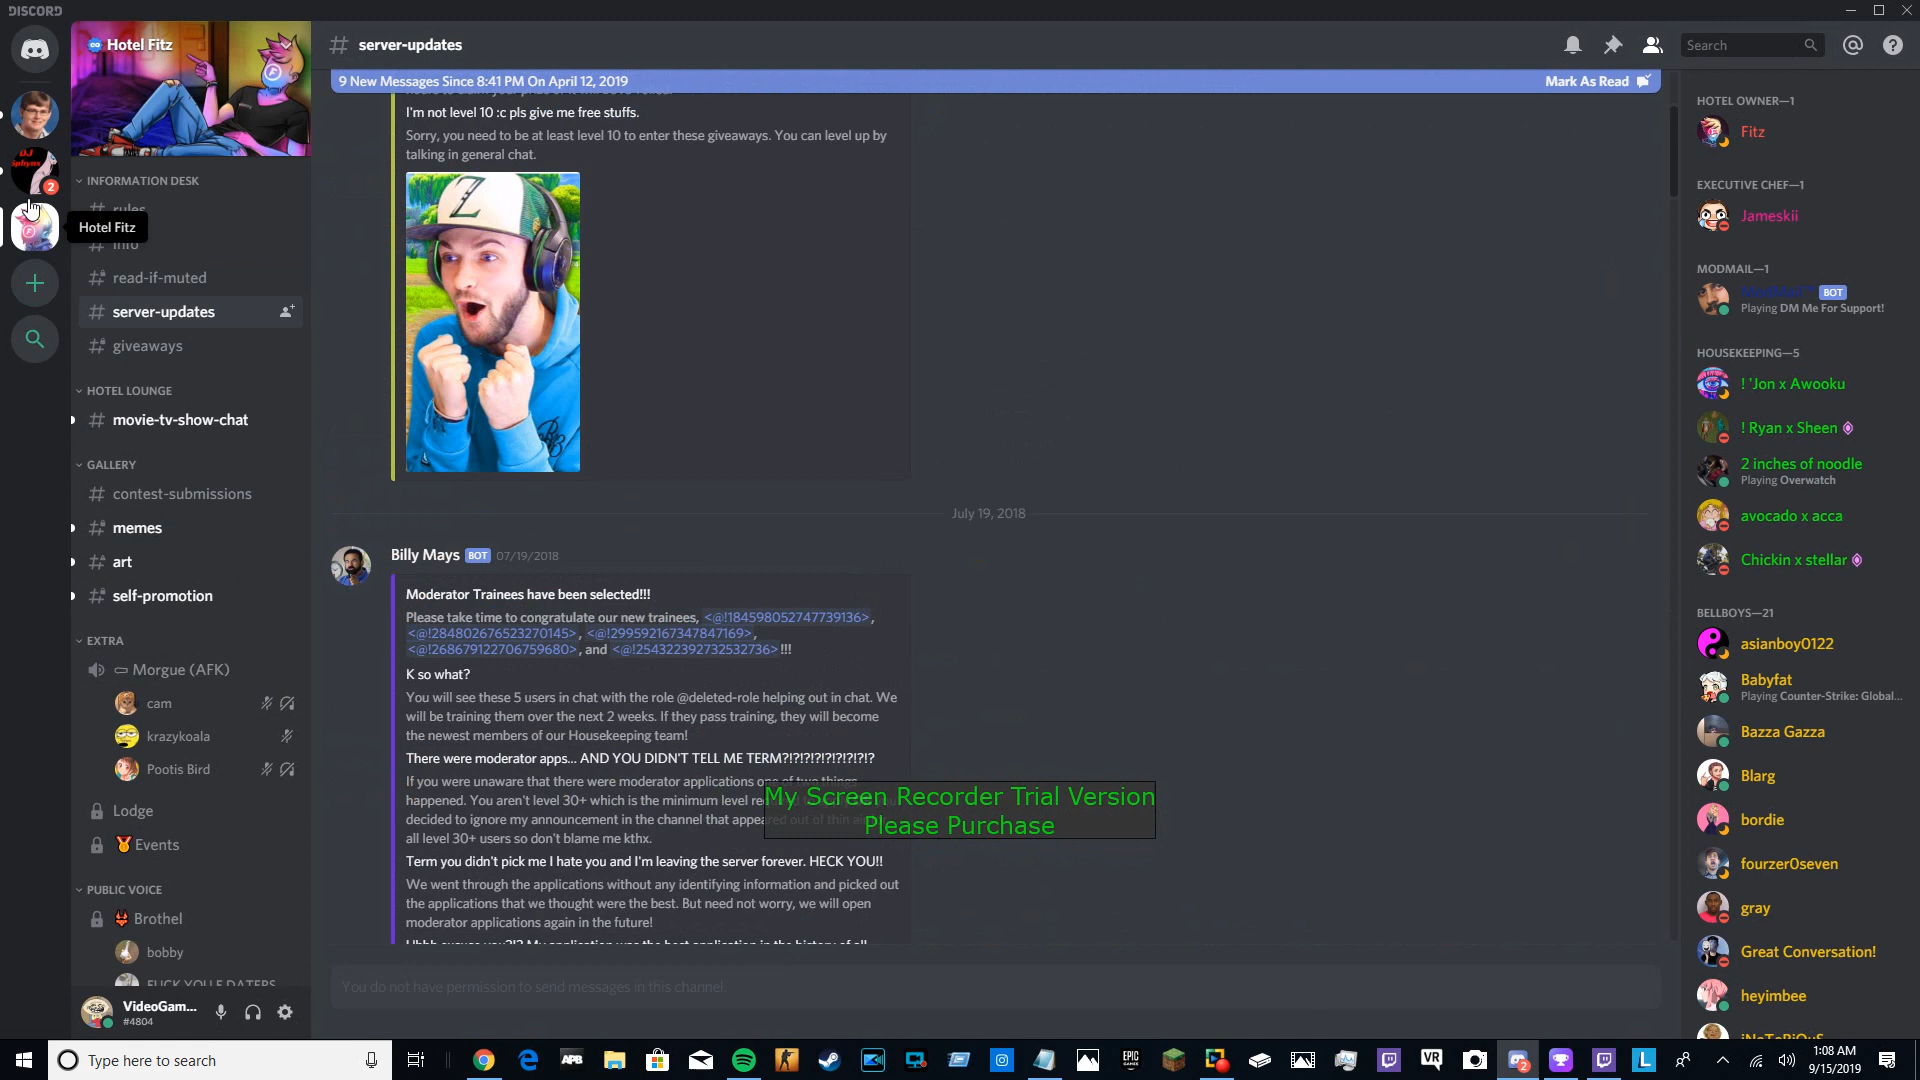 DISCORD
Hotel Fitz
INFORMATION DESK
rules
Hotel Fitz
info
read-if-muted
server-updates
giveaways
HOTEL LOUNGE
movie-tv-show-chat
GALLERY
contest-submissions
memes
art
self-promotion
EXTRA
Morgue (AFK)
cam
krazykoala
Pootis Bird
Lodge
Events
PUBLIC VOICE
Brothel
bobby
VideoGam...
#4804
server-updates
Search
9 New Messages Since 8:41 PM On April 12, 2019
Mark As Read
I'm not level 10 :c pls give me free stuffs.
Sorry, you need to be at least level 10 to enter these giveaways. You can level up by
talking in general chat.
July 19, 2018
Billy Mays BOT 07/19/2018
Moderator Trainees have been selected!!!
Please take time to congratulate our new trainees, <@!184598052747739136>,
<@!284802676523270145>, <@!299592167347847169>,
<@!268679122706759680>, and <@!254322392732532736>!!!
K so what?
You will see these 5 users in chat with the role @deleted-role helping out in chat. We
will be training them over the next 2 weeks. If they pass training, they will become
the newest members of our Housekeeping team!
There were moderator apps... AND YOU DIDN'T TELL ME TERM?!?!?!?!?!?!?!?!?
If you were unaware that there were moderator applications one of two things
happened. You aren't level 30+ which is the minimum level
decided to ignore my announcement in the channel that appeared out of thin
all level 30+ users so don't blame me kthx.
Term you didn't pick me I hate you and I'm leaving the server forever. HECK YOU!!
We went through the applications without any identifying information and picked out
the applications that we thought were the best. But need not worry, we will open
moderator applications again in the future!
My Screen Recorder Trial Version
Please Purchase
You do not have permission to send messages in this channel.
HOTEL OWNER—1
Fitz
EXECUTIVE CHEF—1
Jameskii
MODMAIL—1
BOT
Playing DM Me For Support!
HOUSEKEEPING—5
! 'Jon x Awooku
! Ryan x Sheen
2 inches of noodle
Playing Overwatch
avocado x acca
Chickin x stellar
BELLBOYS—21
asianboy0122
Babyfat
Playing Counter-Strike: Global...
Bazza Gazza
Blarg
bordie
fourzer0seven
gray
Great Conversation!
heyimbee
Type here to search
1:08 AM
9/15/2019